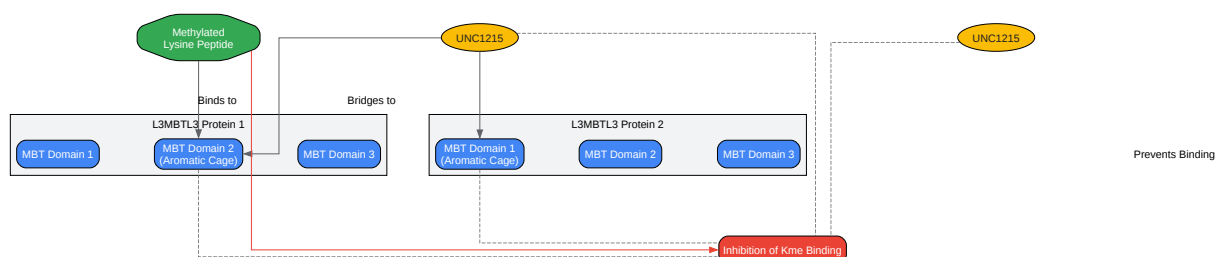 Methylated
Lysine Peptide
UNC1215
UNC1215
Binds to
Bridges to
L3MBTL3 Protein 1
L3MBTL3 Protein 2
MBT Domain 1
MBT Domain 2
(Aromatic Cage)
MBT Domain 3
MBT Domain 1
(Aromatic Cage)
MBT Domain 2
MBT Domain 3
Prevents Binding
Inhibition of Kme Binding